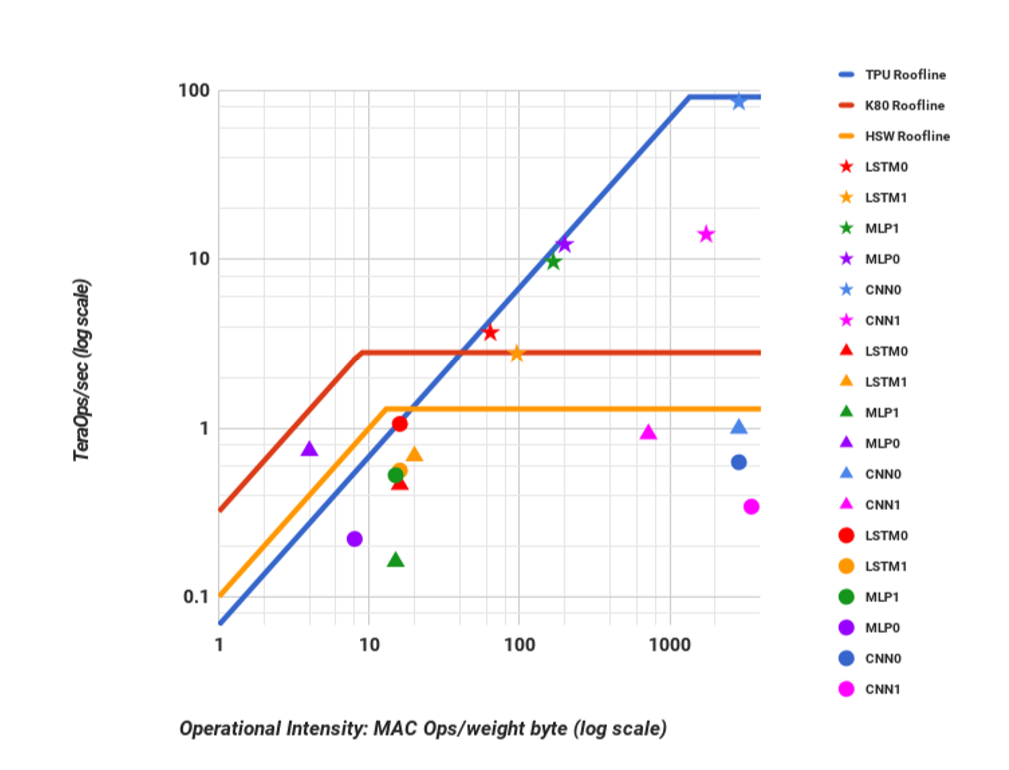 100
10
1
0.1
1 10 100 1000
TeraOps/sec (log scale)
Operational Intensity: MAC Ops/weight byte (log scale)
TPU Roofline
K80 Roofline
HSW Roofline
LSTM0
LSTM1
MLP1
MLP0
CNN0
CNN1
LSTM0
LSTM1
MLP1
MLP0
CNN0
CNN1
LSTM0
LSTM1
MLP1
MLP0
CNN0
CNN1